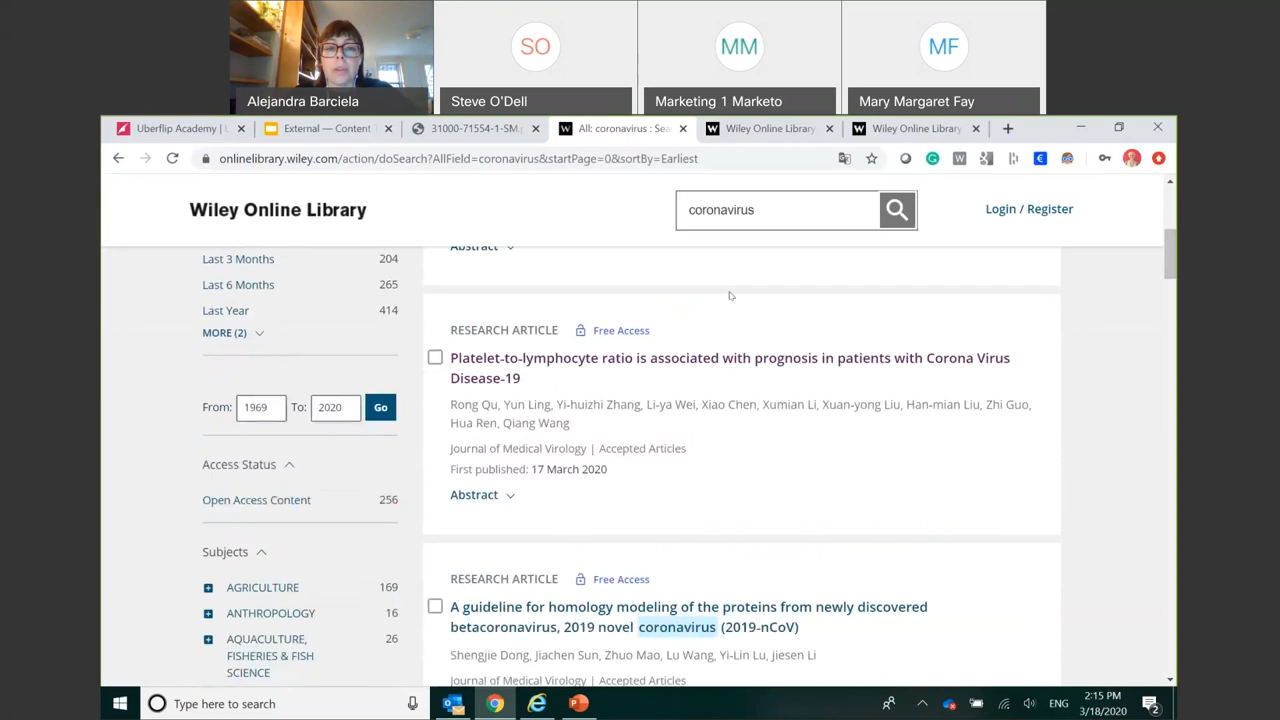 SO
MM
MF
Alejandra Barciela
Steve O'Dell
Marketing 1 Marketo
Mary Margaret Fay
Uberflip Academy |
External — Content T
31000-71554-1-SM.p
All: coronavirus : Sea
Wiley Online Library
Wiley Online Library
onlinelibrary.wiley.com/action/doSearch?AllField=coronavirus&startPage=0&sortBy=Earliest
Wiley Online Library
coronavirus
Login / Register
Abstract
Last 3 Months 204
Last 6 Months 265
Last Year 414
MORE (2)
From: 1969 To: 2020 Go
Access Status
Open Access Content 256
Subjects
AGRICULTURE 169
ANTHROPOLOGY 16
AQUACULTURE, 26
FISHERIES & FISH
SCIENCE
RESEARCH ARTICLE Free Access
Platelet-to-lymphocyte ratio is associated with prognosis in patients with Corona Virus
Disease-19
Rong Qu, Yun Ling, Yi-huizhi Zhang, Li-ya Wei, Xiao Chen, Xumian Li, Xuan-yong Liu, Han-mian Liu, Zhi Guo,
Hua Ren, Qiang Wang
Journal of Medical Virology | Accepted Articles
First published: 17 March 2020
Abstract
RESEARCH ARTICLE Free Access
A guideline for homology modeling of the proteins from newly discovered
betacoronavirus, 2019 novel coronavirus (2019-nCoV)
Shengjie Dong, Jiachen Sun, Zhuo Mao, Lu Wang, Yi-Lin Lu, Jiesen Li
Journal of Medical Virology | Accepted Articles
Type here to search
ENG
2:15 PM
3/18/2020
2